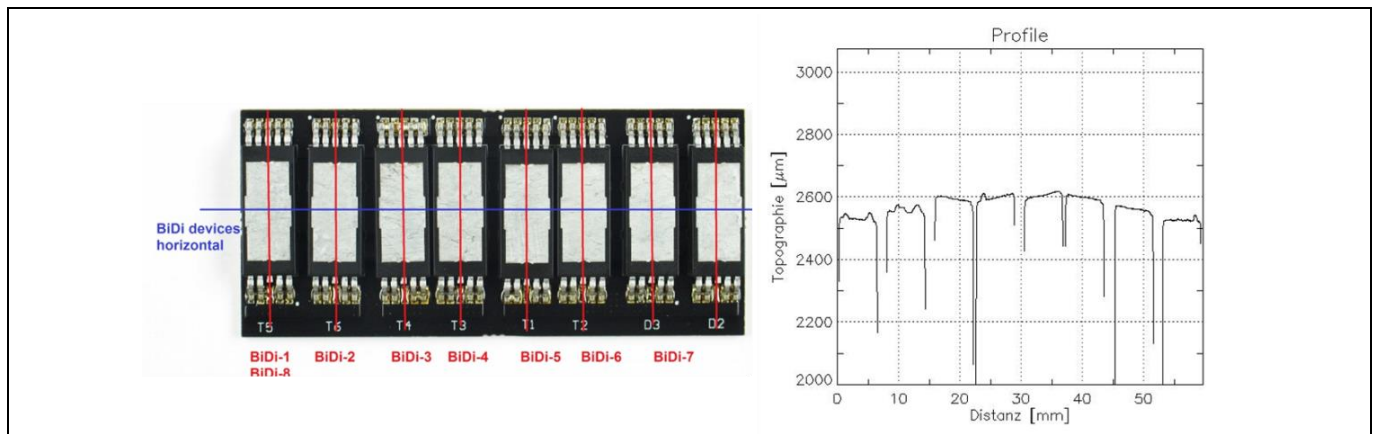 BiDi devices
horizontal
T5 T6 T4 T3 T1 T2 D3 D2
BiDi-1 BiDi-2 BiDi-3 BiDi-4 BiDi-5 BiDi-6 BiDi-7
BiDi-8
Profile
Topographie [μm]
3000
2800
2600
2400
2200
2000
0 10 20 30 40 50
Distanz [mm]